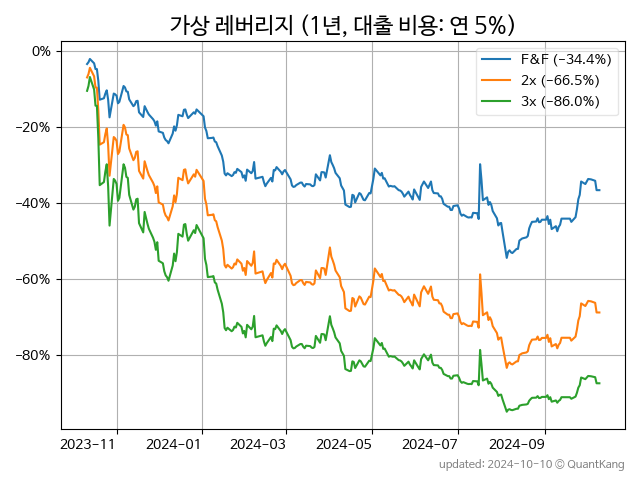 가상 레버리지 (1년, 대출 비용: 연 5%)
F&F (−34.4%)
2x (−66.5%)
3x (−86.0%)
0%
−20%
−40%
−60%
−80%
2023−11 2024−01 2024−03 2024−05 2024−07 2024−09
updated: 2024-10-10 © QuantKang